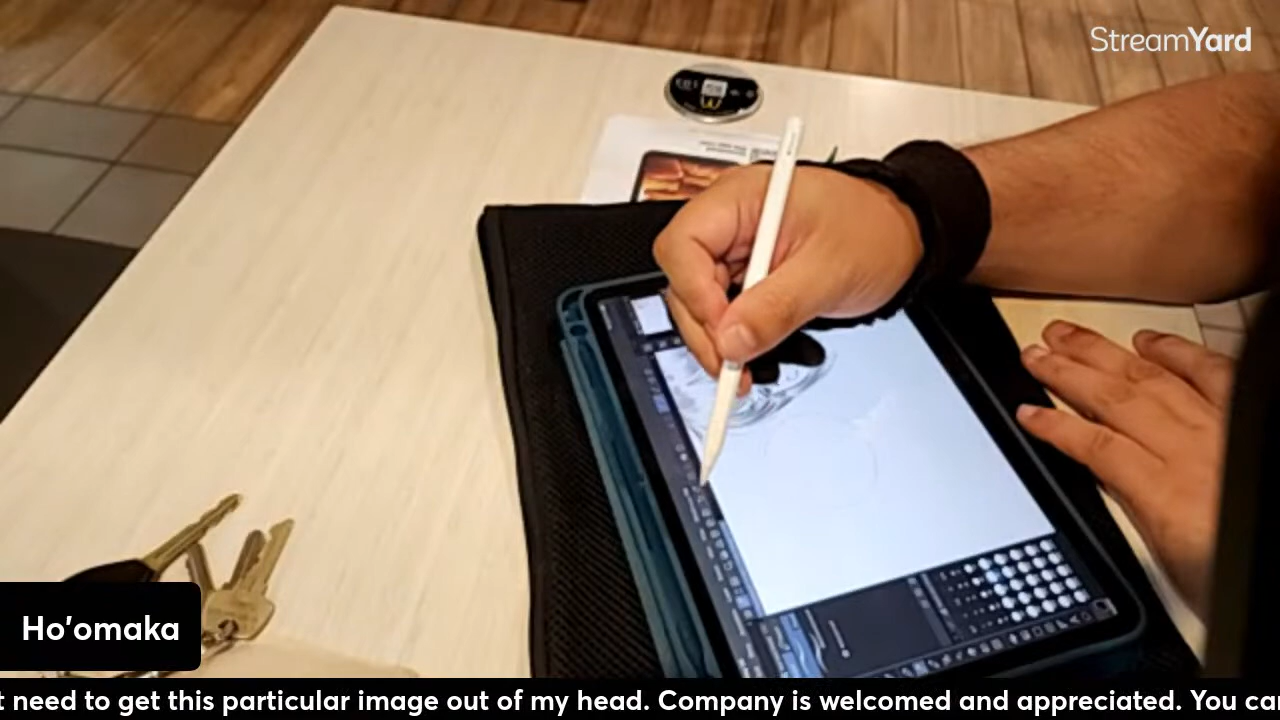 StreamYard
Ho'omaka
t need to get this particular image out of my head. Company is welcomed and appreciated. You ca